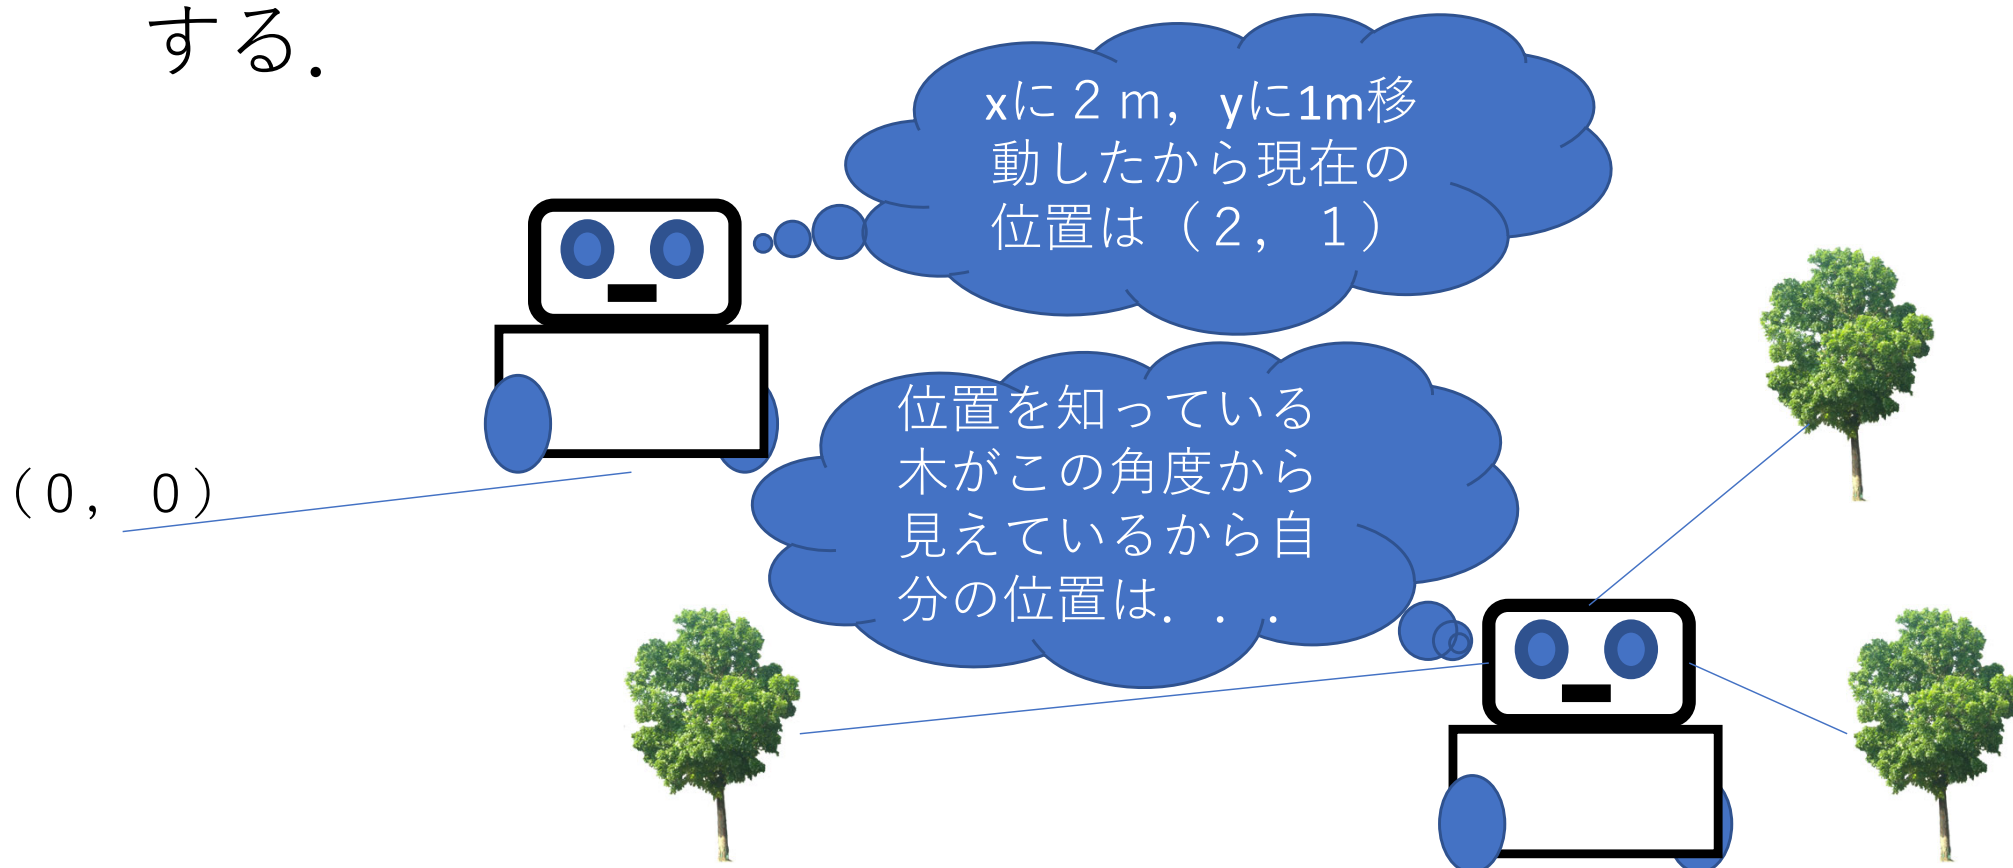 する．
xに２ｍ，yに1m移
動したから現在の
位置は（２，１）
位置を知っている
木がこの角度から
見えているから自
分の位置は．．．
（０，０）